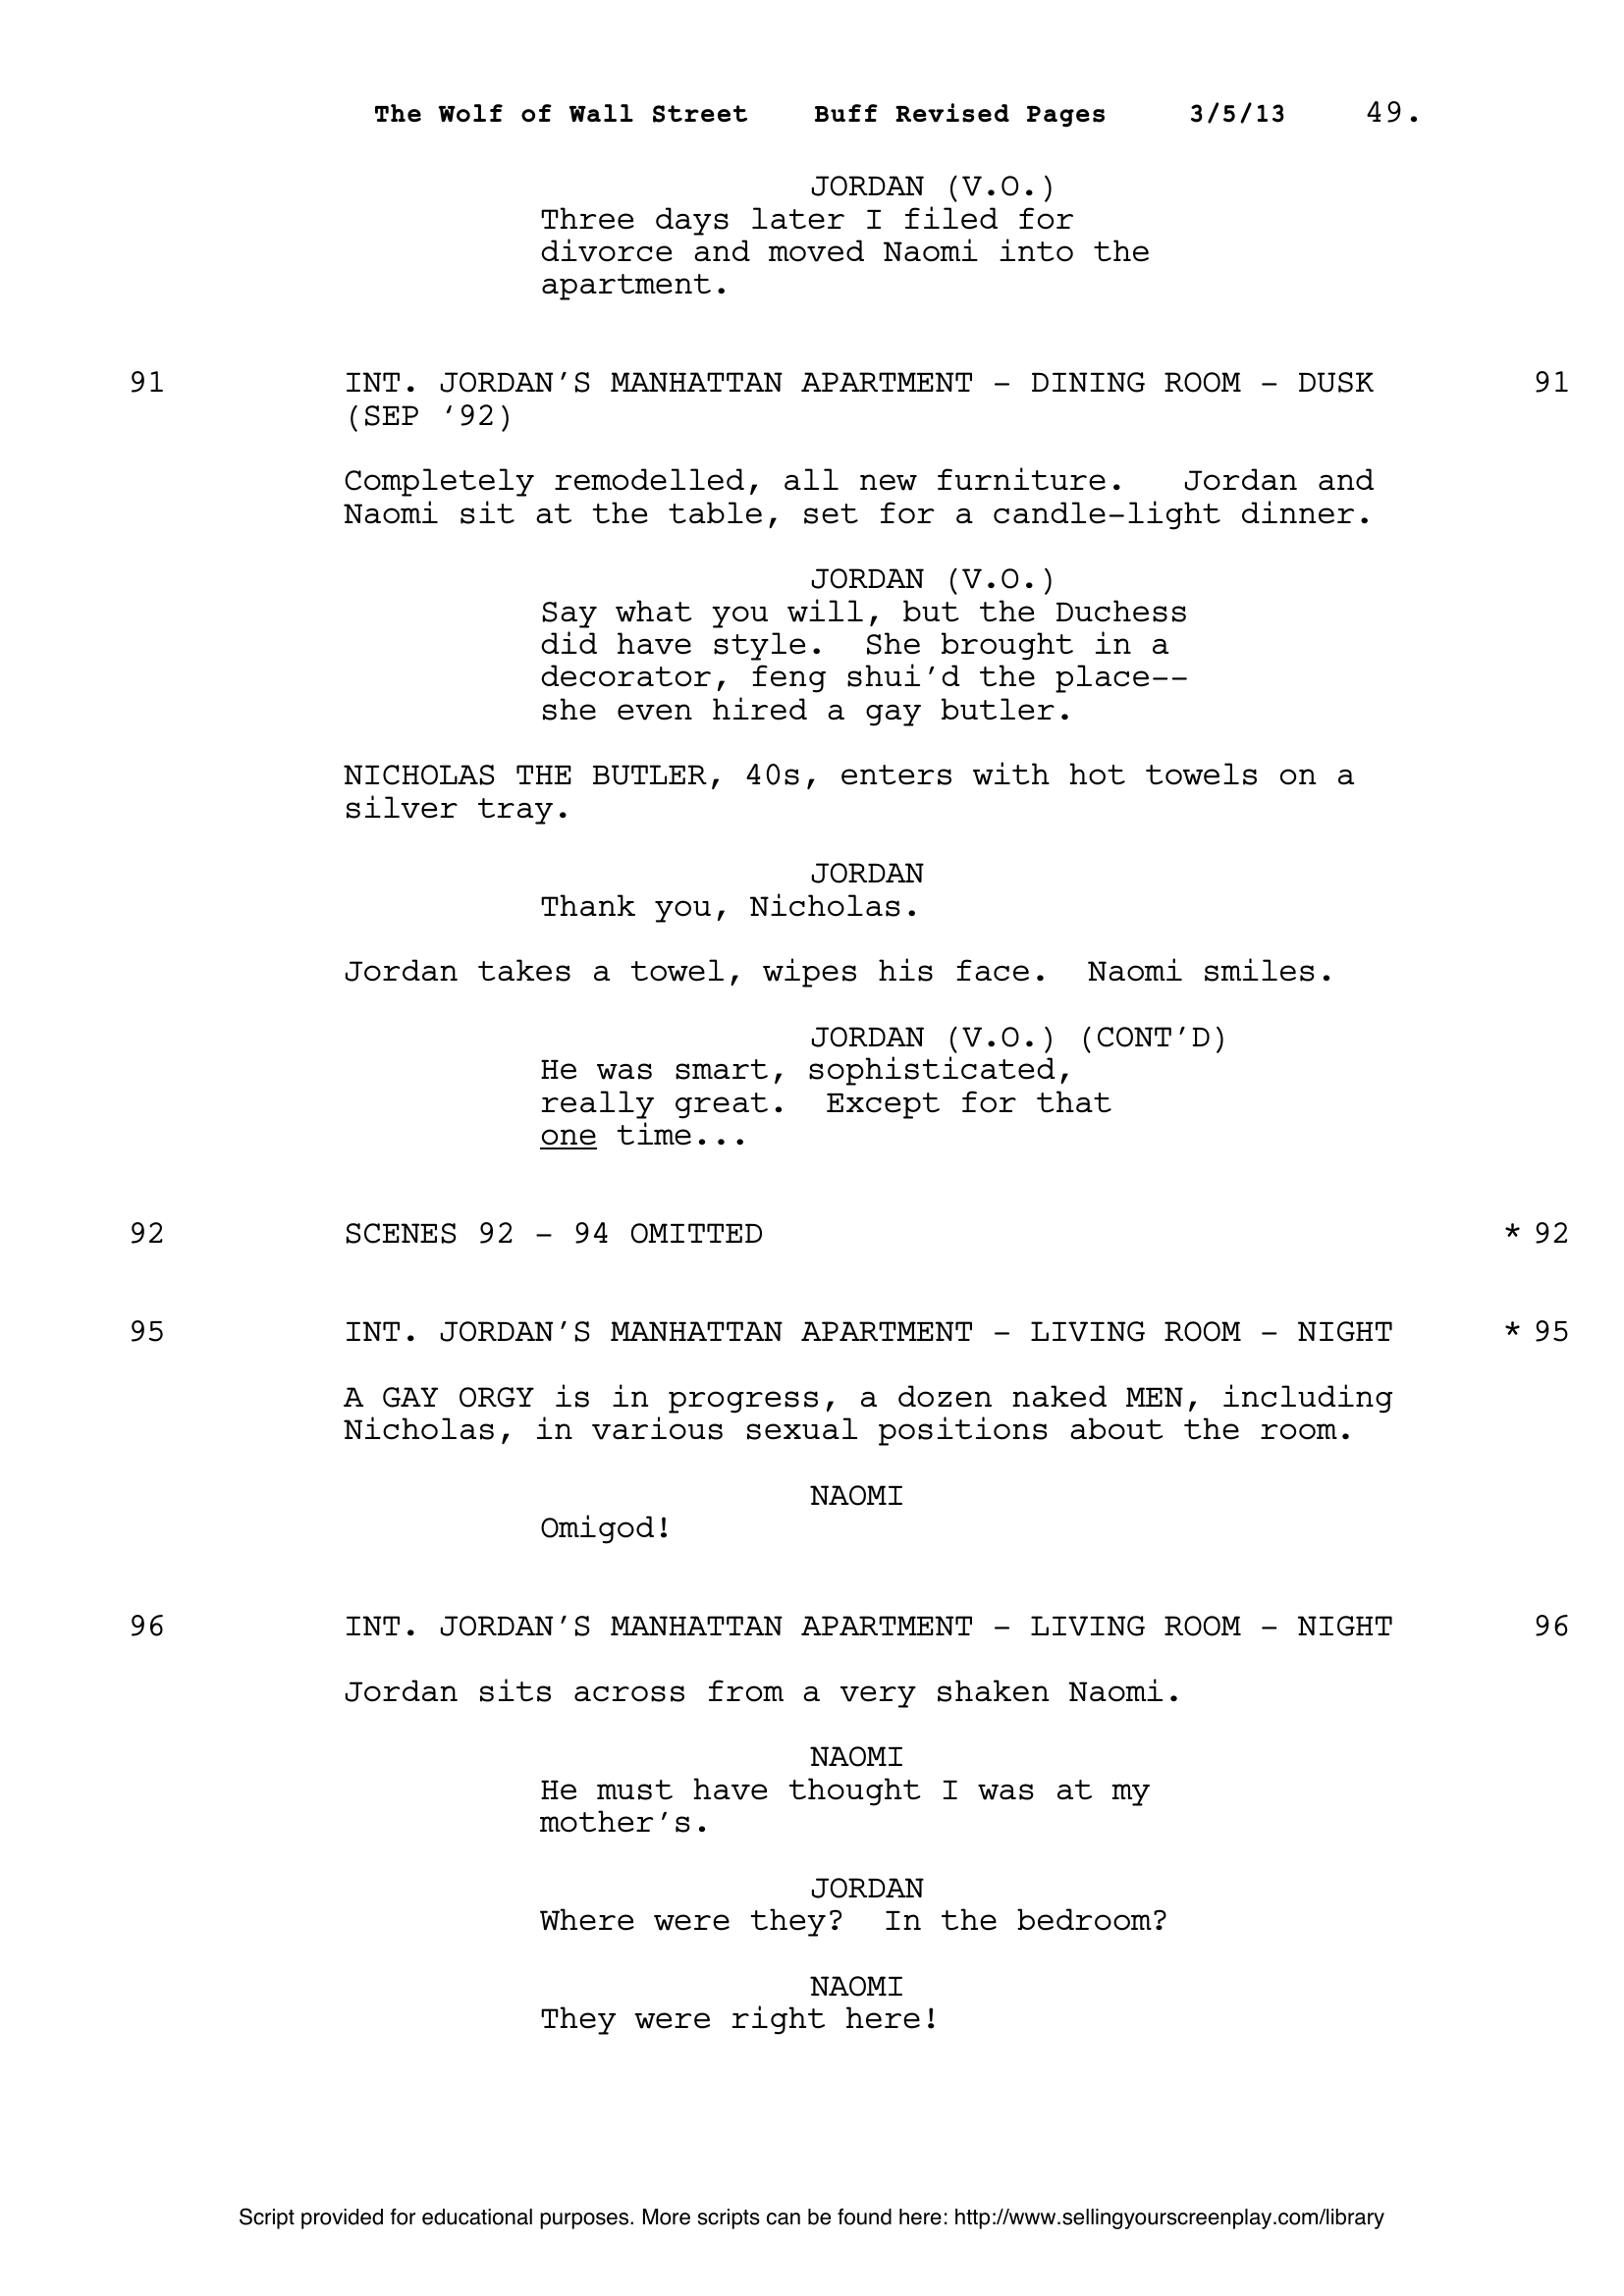 The Wolf of Wall Street    Buff Revised Pages    3/5/13    49.
JORDAN (V.O.)
Three days later I filed for
divorce and moved Naomi into the
apartment.
91 INT. JORDAN’S MANHATTAN APARTMENT - DINING ROOM - DUSK 91
(SEP ‘92)
Completely remodelled, all new furniture.   Jordan and
Naomi sit at the table, set for a candle-light dinner.
JORDAN (V.O.)
Say what you will, but the Duchess
did have style.  She brought in a
decorator, feng shui’d the place--
she even hired a gay butler.
NICHOLAS THE BUTLER, 40s, enters with hot towels on a
silver tray.
JORDAN
Thank you, Nicholas.
Jordan takes a towel, wipes his face.  Naomi smiles.
JORDAN (V.O.) (CONT’D)
He was smart, sophisticated,
really great.  Except for that
one time...
92 SCENES 92 - 94 OMITTED * 92
95 INT. JORDAN’S MANHATTAN APARTMENT - LIVING ROOM - NIGHT * 95
A GAY ORGY is in progress, a dozen naked MEN, including
Nicholas, in various sexual positions about the room.
NAOMI
Omigod!
96 INT. JORDAN’S MANHATTAN APARTMENT - LIVING ROOM - NIGHT 96
Jordan sits across from a very shaken Naomi.
NAOMI
He must have thought I was at my
mother’s.
JORDAN
Where were they?  In the bedroom?
NAOMI
They were right here!
Script provided for educational purposes. More scripts can be found here: http://www.sellingyourscreenplay.com/library